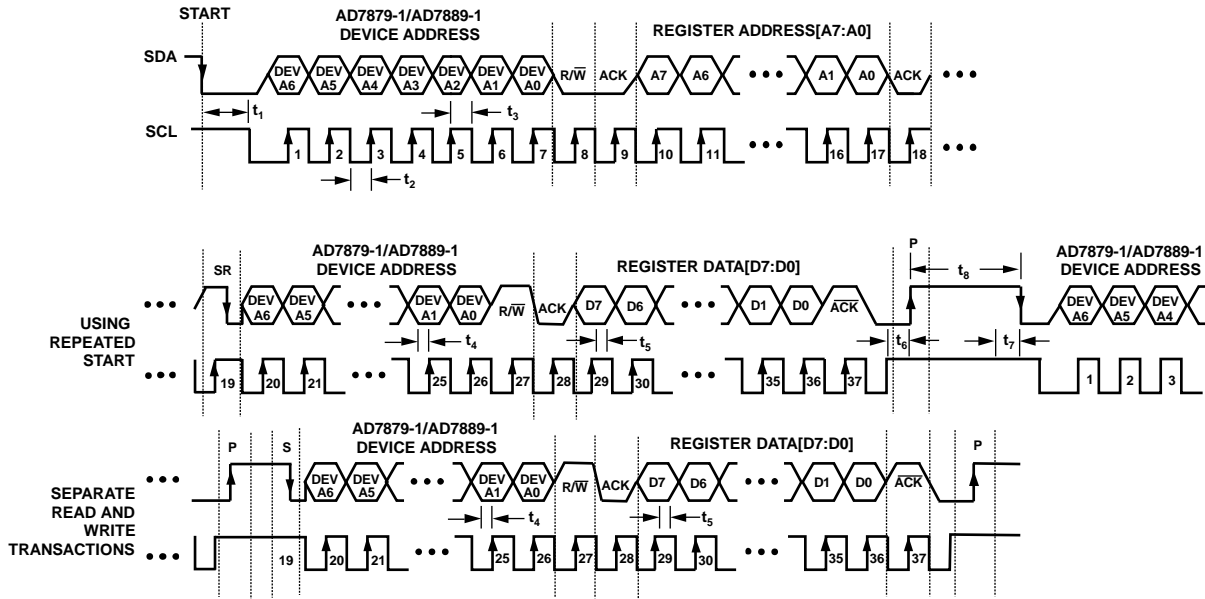 START
AD7879-1/AD7889-1
DEVICE ADDRESS
REGISTER ADDRESS[A7:A0]
SDA
DEV A6 DEV A5 DEV A4 DEV A3 DEV A2 DEV A1 DEV A0 R/W̅ ACK A7 A6 ••• A1 A0 ACK •••
t1 t3
SCL
1 2 3 4 5 6 7 8 9 10 11 ••• 16 17 18 •••
t2
AD7879-1/AD7889-1
DEVICE ADDRESS
REGISTER DATA[D7:D0]
P
AD7879-1/AD7889-1
DEVICE ADDRESS
SR
t8
••• DEV A6 DEV A5 ••• DEV A1 DEV A0 R/W̅ ACK D7 D6 ••• D1 D0 A̅C̅K̅ DEV A6 DEV A5 DEV A4
USING
REPEATED
START
t4 t5 t6 t7
••• 19 20 21 ••• 25 26 27 28 29 30 ••• 35 36 37 1 2 3
AD7879-1/AD7889-1
DEVICE ADDRESS
REGISTER DATA[D7:D0]
P S P
••• DEV A6 DEV A5 ••• DEV A1 DEV A0 R/W̅ ACK D7 D6 ••• D1 D0 A̅C̅K̅
SEPARATE
READ AND
WRITE
TRANSACTIONS
t4 t5
••• 19 20 21 ••• 25 26 27 28 29 30 ••• 35 36 37